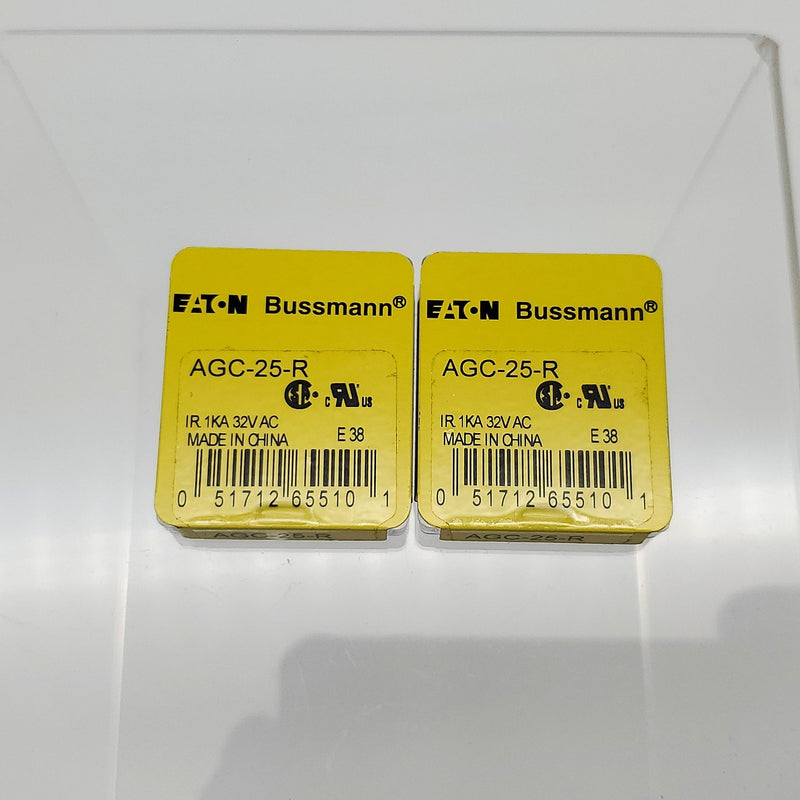 EATON Bussmann®
AGC-25-R
c UR us
IR 1KA 32V AC
MADE IN CHINA E 38
0 51712 65510 1
AGC-25-R
EATON Bussmann®
AGC-25-R
c UR us
IR 1KA 32V AC
MADE IN CHINA E 38
0 51712 65510 1
AGC-25-R